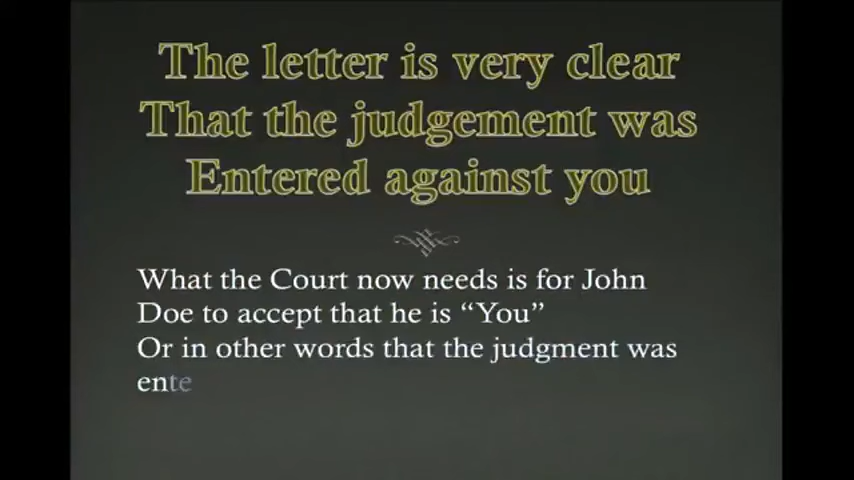 The letter is very clear
That the judgement was
Entered against you
What the Court now needs is for John
Doe to accept that he is “You”
Or in other words that the judgment was
ente